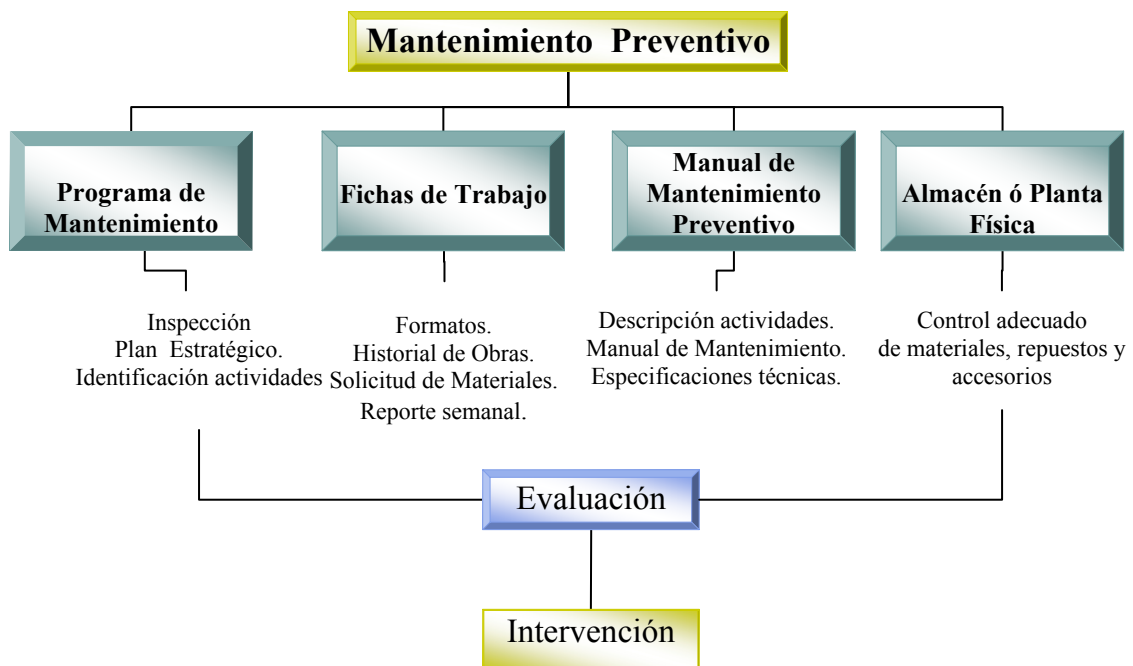 Mantenimiento Preventivo
Programa de
Mantenimiento
Fichas de Trabajo
Manual de
Mantenimiento
Preventivo
Almacén ó Planta
Física
Inspección
Plan Estratégico.
Identificación actividades
Formatos.
Historial de Obras.
Solicitud de Materiales.
Reporte semanal.
Descripción actividades.
Manual de Mantenimiento.
Especificaciones técnicas.
Control adecuado
de materiales, repuestos y
accesorios
Evaluación
Intervención